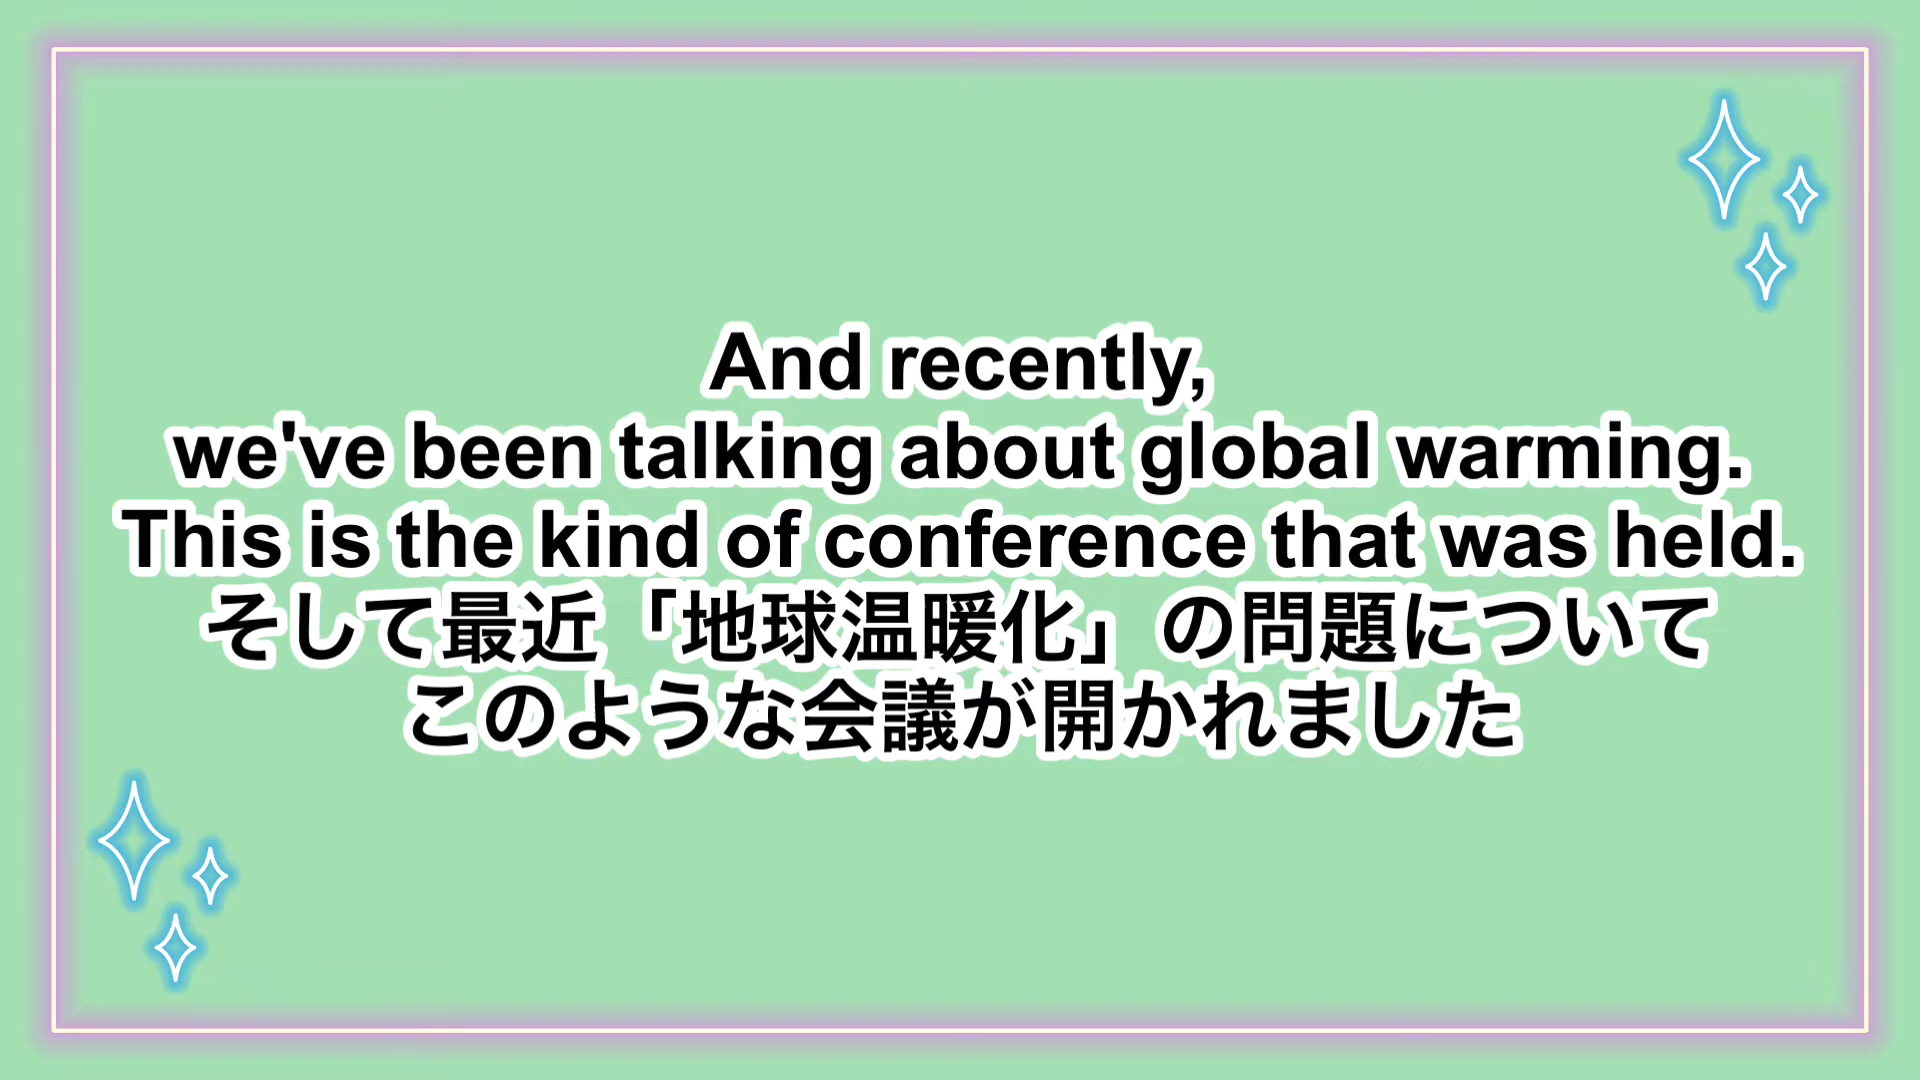 And recently,
we've been talking about global warming.
This is the kind of conference that was held.
そして最近「地球温暖化」の問題について
このような会議が開かれました